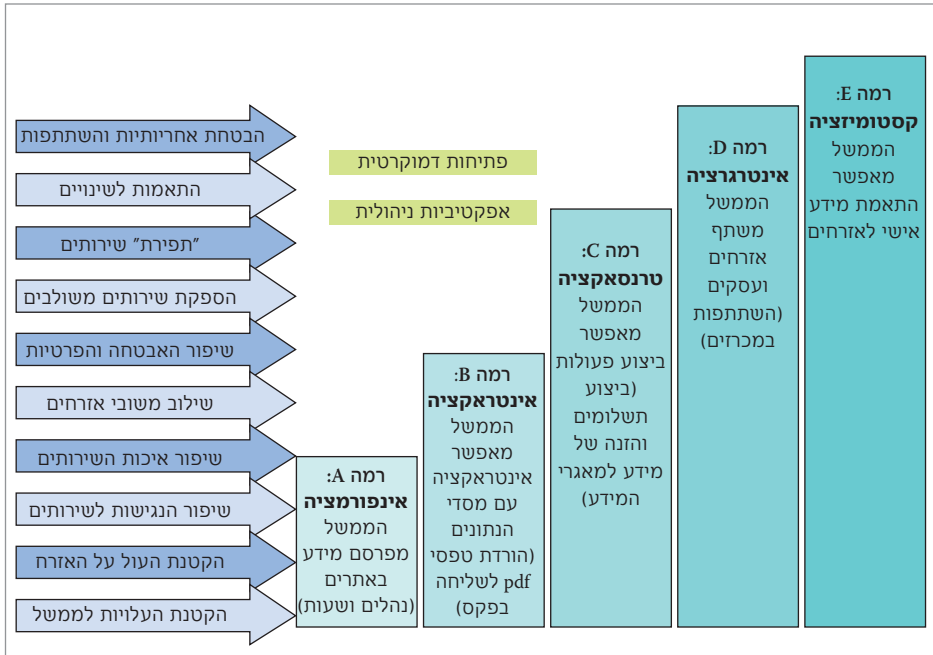 הבטחת אחריותיות והשתתפות
התאמות לשינויים
"תפירת" שירותים
הספקת שירותים משולבים
שיפור האבטחה והפרטיות
שילוב משובי אזרחים
שיפור איכות השירותים
שיפור הנגישות לשירותים
הקטנת העול על האזרח
הקטנת העלויות לממשל
פתיחות דמוקרטית
אפקטיביות ניהולית
רמה A:
אינפורמציה
הממשל
מפרסם מידע
באתרים
(נהלים ושעות)
רמה B:
אינטראקציה
הממשל
מאפשר
אינטראקציה
עם מסדי
הנתונים
(הורדת טפסי
pdf לשליחה
בפקס)
רמה C:
טרנסאקציה
הממשל
מאפשר
ביצוע פעולות
(ביצוע
תשלומים
והזנה של
מידע למאגרי
המידע)
רמה D:
אינטרגרציה
הממשל
משתף
אזרחים
ועסקים
(השתתפות
במכרזים)
רמה E:
קסטומיזציה
הממשל
מאפשר
התאמת מידע
אישי לאזרחים